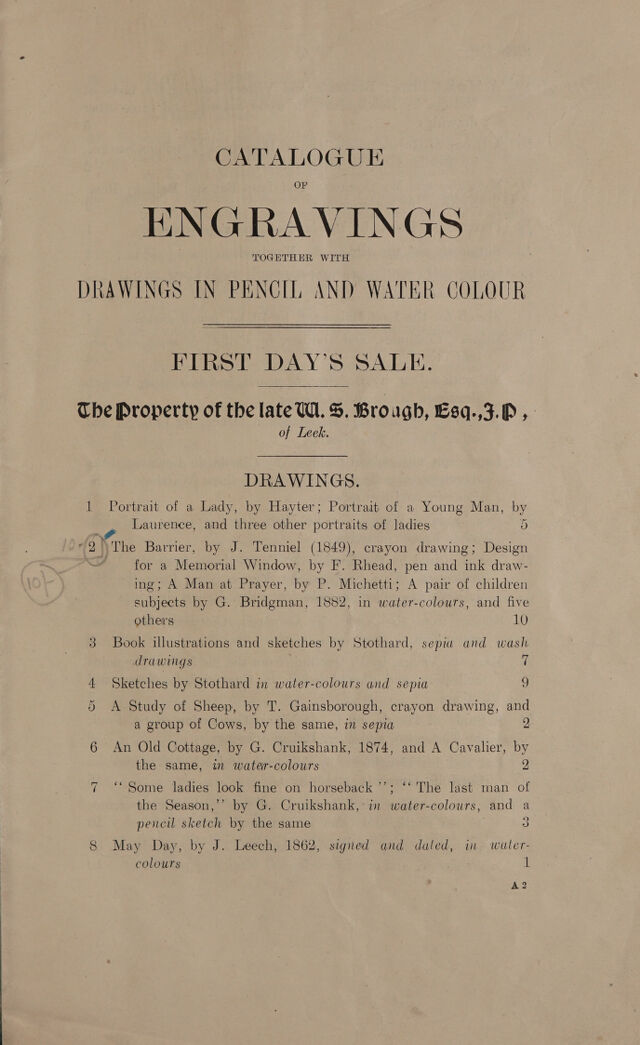 CATALOGUE
OF
ENGRAVINGS
TOGETHER WITH
DRAWINGS IN PENCIL AND WATER COLOUR
FIRST DAY'S SALE.
The Property of the late W. S. Brough, Esq., J.P.,
of Leek.
DRAWINGS.
1 Portrait of a Lady, by Hayter; Portrait of a Young Man, by
Laurence, and three other portraits of ladies 5
2 The Barrier, by J. Tenniel (1849), crayon drawing; Design
for a Memorial Window, by F. Rhead, pen and ink draw-
10/-
ing; A Man at Prayer, by P. Michetti; A pair of children
subjects by G. Bridgman, 1882, in water-colours, and five
others 10
3 Book illustrations and sketches by Stothard, sepia and wash
drawings 7
4 Sketches by Stothard in water-colours and sepia 9
5 A Study of Sheep, by T. Gainsborough, crayon drawing, and
a group of Cows, by the same, in sepia 2
6 An Old Cottage, by G. Cruikshank, 1874, and A Cavalier, by
the same, in water-colours 2
7 “Some ladies look fine on horseback”; “The last man of
the Season,” by G. Cruikshank, in water-colours, and a
pencil sketch by the same 3
8 May Day, by J. Leech, 1862, signed and dated, in water-
colours 1
A 2